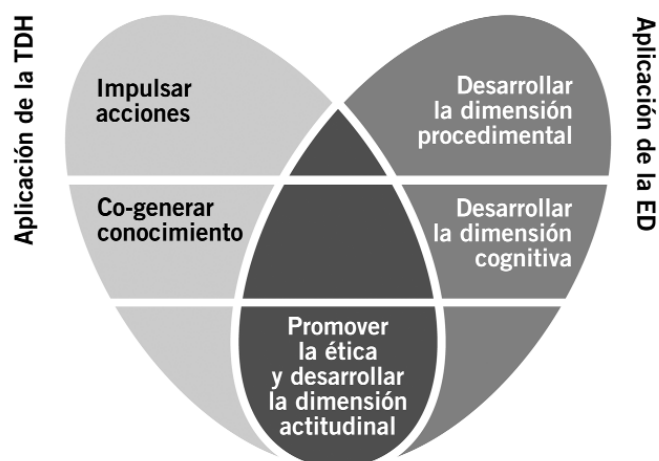 Aplicación de la TDH
Impulsar
acciones
Desarrollar
la dimensión
procedimental
Co-generar
conocimiento
Desarrollar
la dimensión
cognitiva
Promover
la ética
y desarrollar
la dimensión
actitudinal
Aplicación de la ED